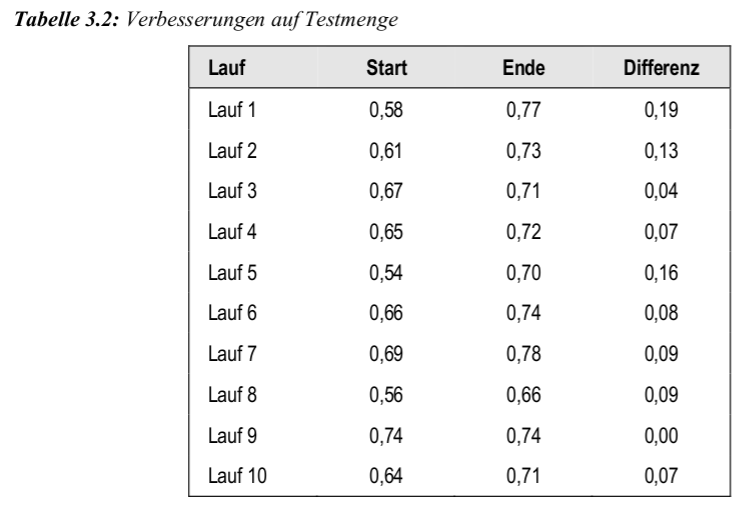 Tabelle 3.2: Verbesserungen auf Testmenge
Lauf Start Ende Differenz
Lauf 1 0,58 0,77 0,19
Lauf 2 0,61 0,73 0,13
Lauf 3 0,67 0,71 0,04
Lauf 4 0,65 0,72 0,07
Lauf 5 0,54 0,70 0,16
Lauf 6 0,66 0,74 0,08
Lauf 7 0,69 0,78 0,09
Lauf 8 0,56 0,66 0,09
Lauf 9 0,74 0,74 0,00
Lauf 10 0,64 0,71 0,07